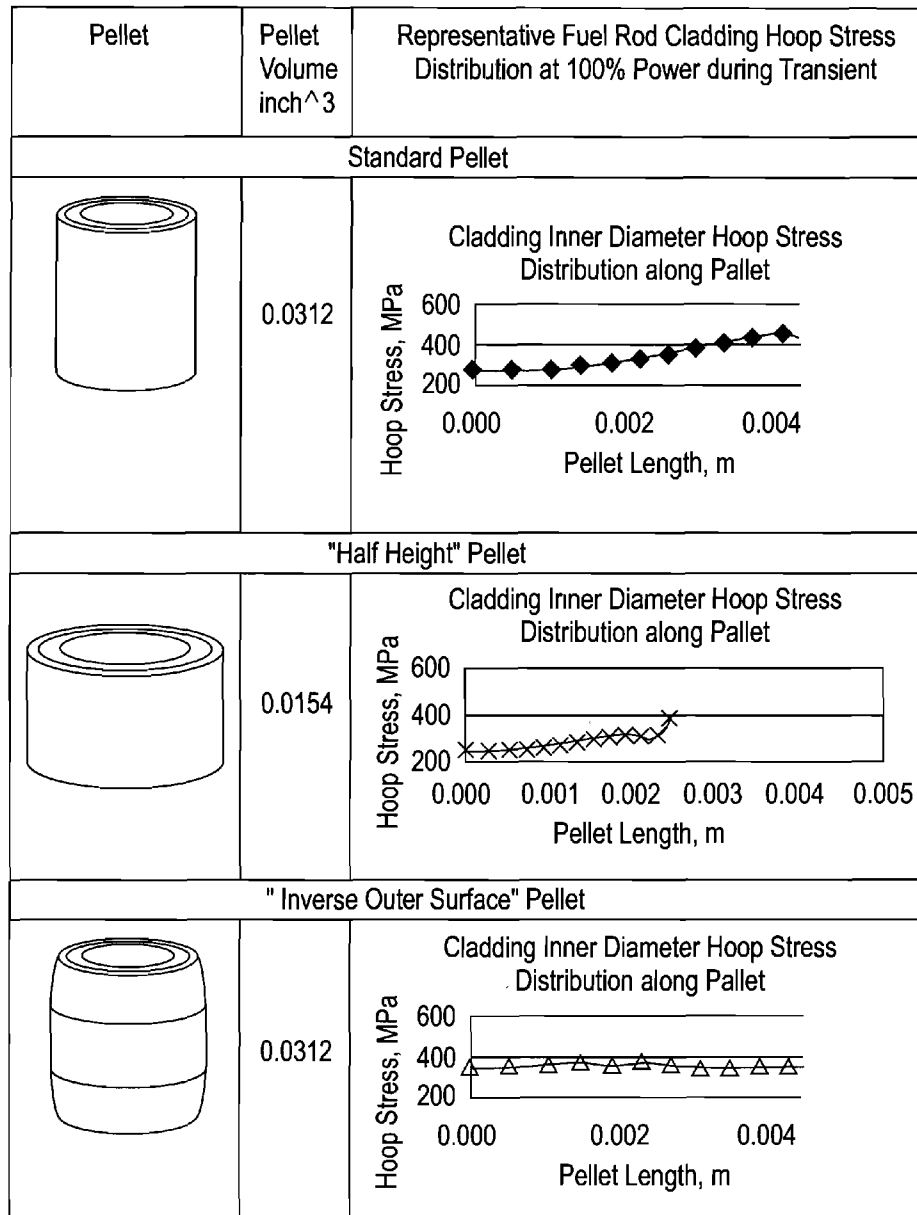 Pellet
Pellet
Volume
inch^3
Representative Fuel Rod Cladding Hoop Stress
Distribution at 100% Power during Transient
Standard Pellet
0.0312
Cladding Inner Diameter Hoop Stress
Distribution along Pallet
Hoop Stress, MPa
600
400
200
0.000 0.002 0.004
Pellet Length, m
"Half Height" Pellet
0.0154
Cladding Inner Diameter Hoop Stress
Distribution along Pallet
Hoop Stress, MPa
600
400
200
0.000 0.001 0.002 0.003 0.004 0.005
Pellet Length, m
" Inverse Outer Surface" Pellet
0.0312
Cladding Inner Diameter Hoop Stress
Distribution along Pallet
Hoop Stress, MPa
600
400
200
0.000 0.002 0.004
Pellet Length, m